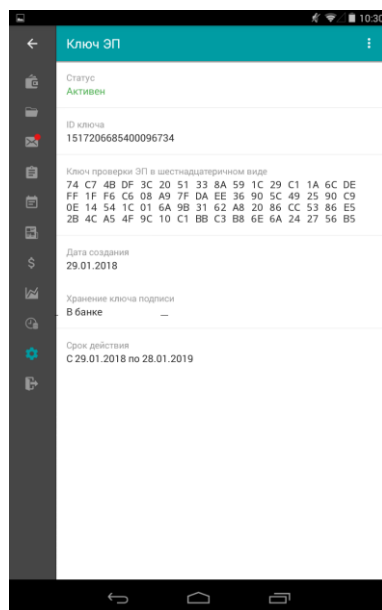 10:30
Ключ ЭП
Статус
Активен
ID ключа
1517206685400096734
Ключ проверки ЭП в шестнадцатеричном виде
74 C7 4B DF 3C 20 51 33 8A 59 1C 29 C1 1A 6C DE
FF 1F F6 C6 08 A9 7F DA EE 36 90 5C 49 25 90 C9
0E 14 54 1C 01 6A 9B 31 62 A8 20 86 CC 53 86 E5
2B 4C A5 4F 9C 10 C1 BB C3 B8 6E 6A 24 27 56 B5
Дата создания
29.01.2018
Хранение ключа подписи
В банке
Срок действия
С 29.01.2018 по 28.01.2019